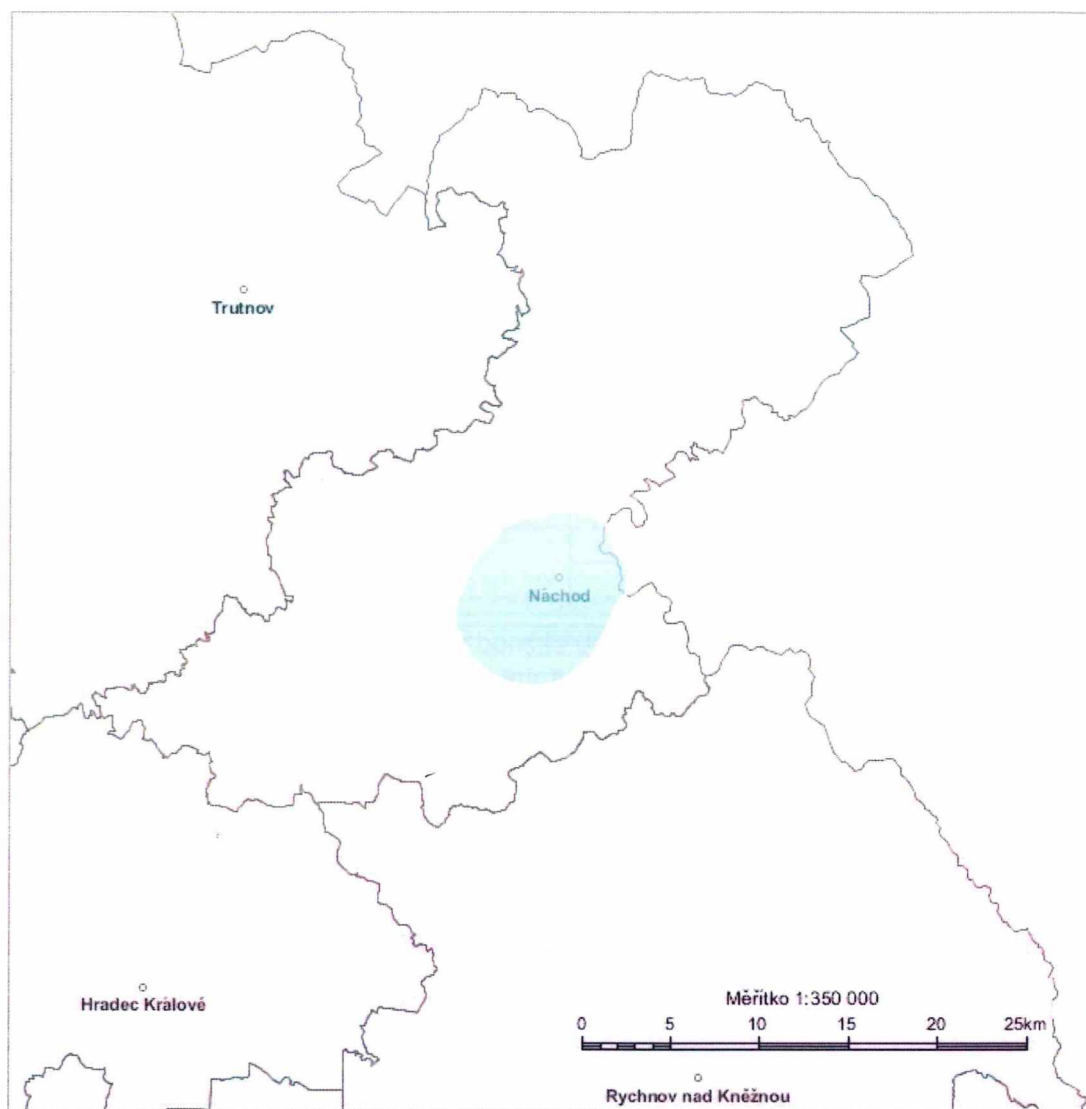 Trutnov
Náchod
Hradec Králové
Měřítko 1:350 000
0 5 10 15 20 25km
Rychnov nad Kněžnou